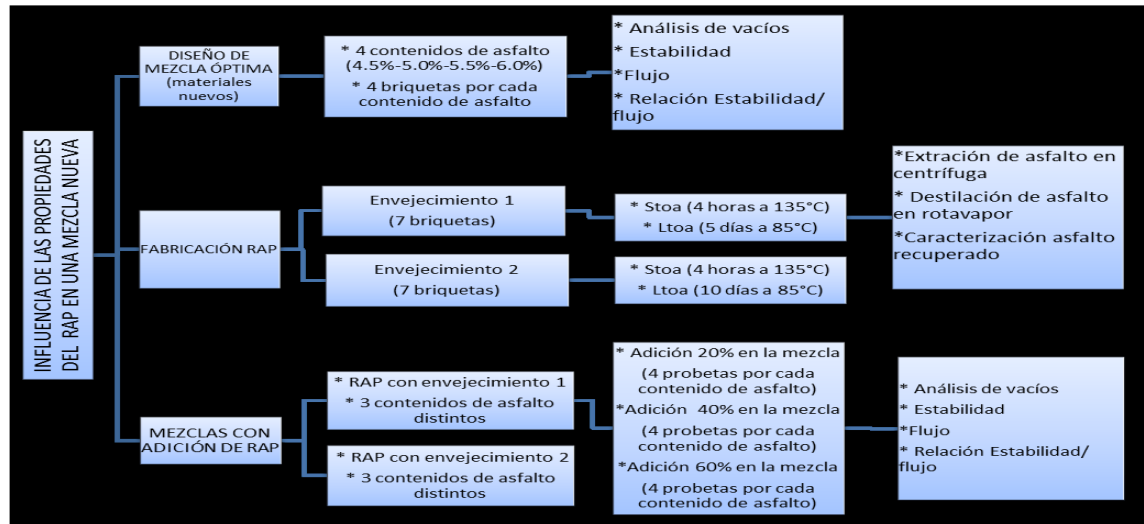 INFLUENCIA DE LAS PROPIEDADES
DEL RAP EN UNA MEZCLA NUEVA
DISEÑO DE
MEZCLA ÓPTIMA
(materiales
nuevos)
* 4 contenidos de asfalto
(4.5%-5.0%-5.5%-6.0%)
* 4 briquetas por cada
contenido de asfalto
* Análisis de vacíos
* Estabilidad
*Flujo
* Relación Estabilidad/
flujo
FABRICACIÓN RAP
Envejecimiento 1
(7 briquetas)
* Stoa (4 horas a 135°C)
* Ltoa (5 días a 85°C)
*Extración de asfalto en
centrífuga
* Destilación de asfalto
en rotavapor
*Caracterización asfalto
recuperado
Envejecimiento 2
(7 briquetas)
* Stoa (4 horas a 135°C)
* Ltoa (10 días a 85°C)
MEZCLAS CON
ADICIÓN DE RAP
* RAP con envejecimiento 1
* 3 contenidos de asfalto
distintos
* RAP con envejecimiento 2
* 3 contenidos de asfalto
distintos
* Adición 20% en la mezcla
(4 probetas por cada
contenido de asfalto)
*Adición 40% en la mezcla
(4 probetas por cada
contenido de asfalto)
*Adición 60% en la mezcla
(4 probetas por cada
contenido de asfalto)
* Análisis de vacíos
* Estabilidad
*Flujo
* Relación Estabilidad/
flujo